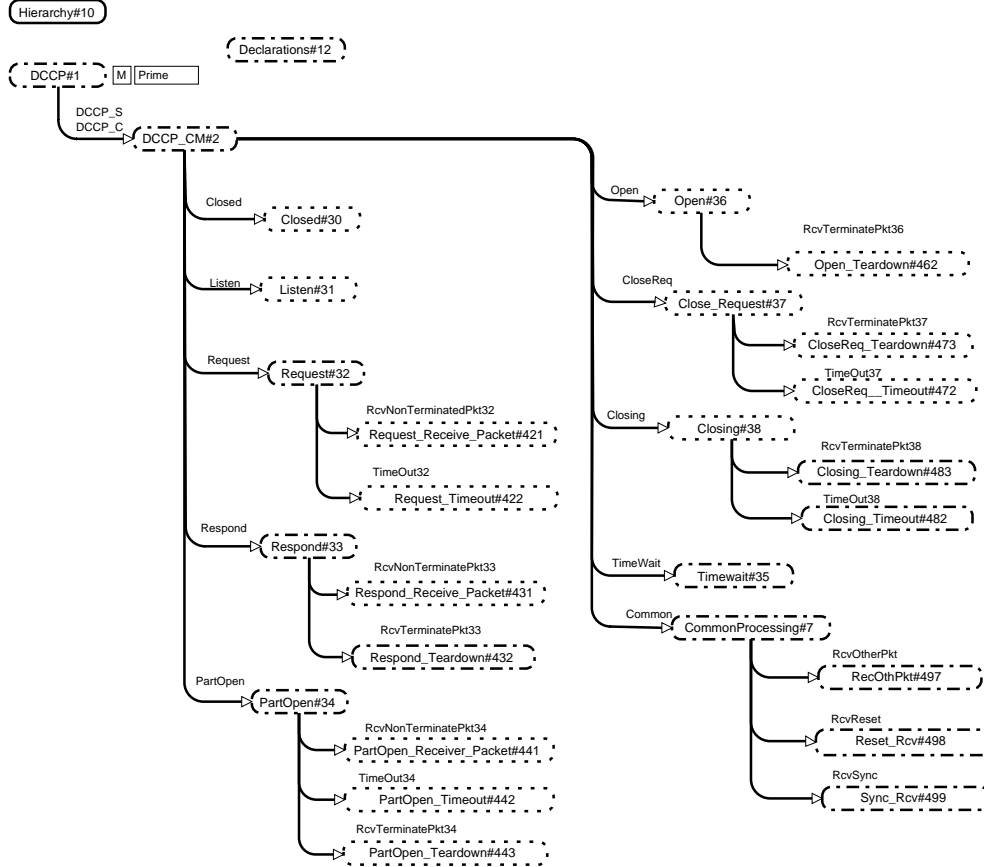 Hierarchy#10
Declarations#12
DCCP#1
M
Prime
DCCP_S
DCCP_C
DCCP_CM#2
Closed
Closed#30
Listen
Listen#31
Request
Request#32
RcvNonTerminatedPkt32
Request_Receive_Packet#421
TimeOut32
Request_Timeout#422
Respond
Respond#33
RcvNonTerminatePkt33
Respond_Receive_Packet#431
RcvTerminatePkt33
Respond_Teardown#432
PartOpen
PartOpen#34
RcvNonTerminatePkt34
PartOpen_Receiver_Packet#441
TimeOut34
PartOpen_Timeout#442
RcvTerminatePkt34
PartOpen_Teardown#443
Open
Open#36
RcvTerminatePkt36
Open_Teardown#462
CloseReq
Close_Request#37
RcvTerminatePkt37
CloseReq_Teardown#473
TimeOut37
CloseReq__Timeout#472
Closing
Closing#38
RcvTerminatePkt38
Closing_Teardown#483
TimeOut38
Closing_Timeout#482
TimeWait
Timewait#35
Common
CommonProcessing#7
RcvOtherPkt
RecOthPkt#497
RcvReset
Reset_Rcv#498
RcvSync
Sync_Rcv#499